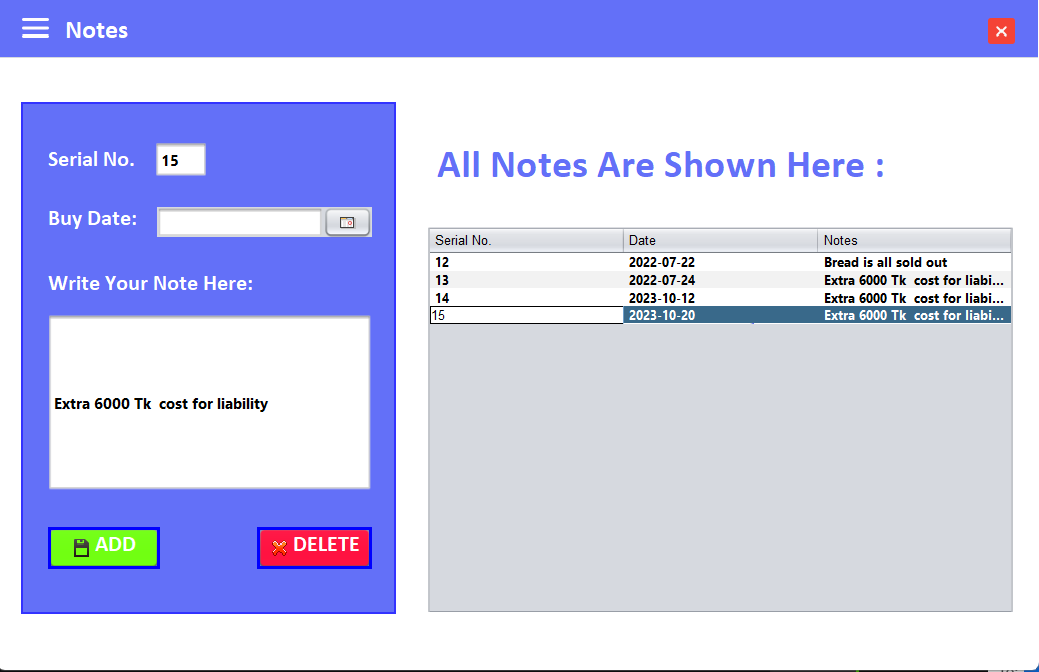 Notes
Serial No. 15
Buy Date:
Write Your Note Here:
Extra 6000 Tk  cost for liability
ADD DELETE
All Notes Are Shown Here :
Serial No. Date Notes
12 2022-07-22 Bread is all sold out
13 2022-07-24 Extra 6000 Tk  cost for liabi...
14 2023-10-12 Extra 6000 Tk  cost for liabi...
15 2023-10-20 Extra 6000 Tk  cost for liabi...